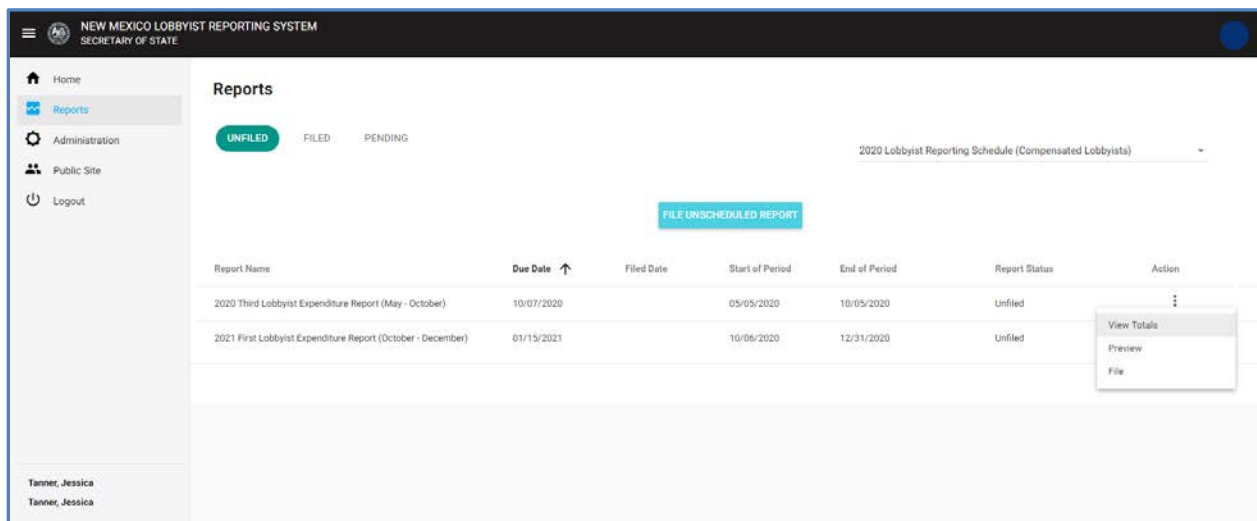 NEW MEXICO LOBBYIST REPORTING SYSTEM
SECRETARY OF STATE
Home
Reports
Administration
Public Site
Logout
Tanner, Jessica
Tanner, Jessica
Reports
UNFILED FILED PENDING
2020 Lobbyist Reporting Schedule (Compensated Lobbyists)
FILE UNSCHEDULED REPORT
Report Name Due Date Filed Date Start of Period End of Period Report Status Action
2020 Third Lobbyist Expenditure Report (May - October) 10/07/2020 05/05/2020 10/05/2020 Unfiled
2021 First Lobbyist Expenditure Report (October - December) 01/15/2021 10/06/2020 12/31/2020 Unfiled
View Totals
Preview
File